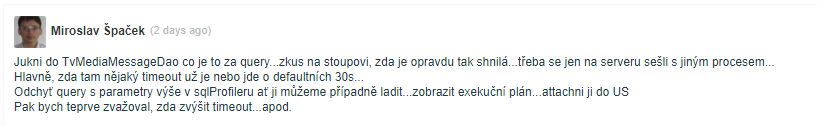 Miroslav Špaček (2 days ago)
Jukni do TvMediaMessageDao co je to za query...zkus na stoupovi, zda je opravdu tak shnilá...třeba se jen na serveru sešli s jiným procesem...
Hlavně, zda tam nějaký timeout už je nebo jde o defaultních 30s...
Odchyť query s parametry výše v sqlProfileru ať ji můžeme případně ladit...zobrazit exekuční plán...attachni ji do US
Pak bych teprve zvažoval, zda zvýšit timeout...apod.